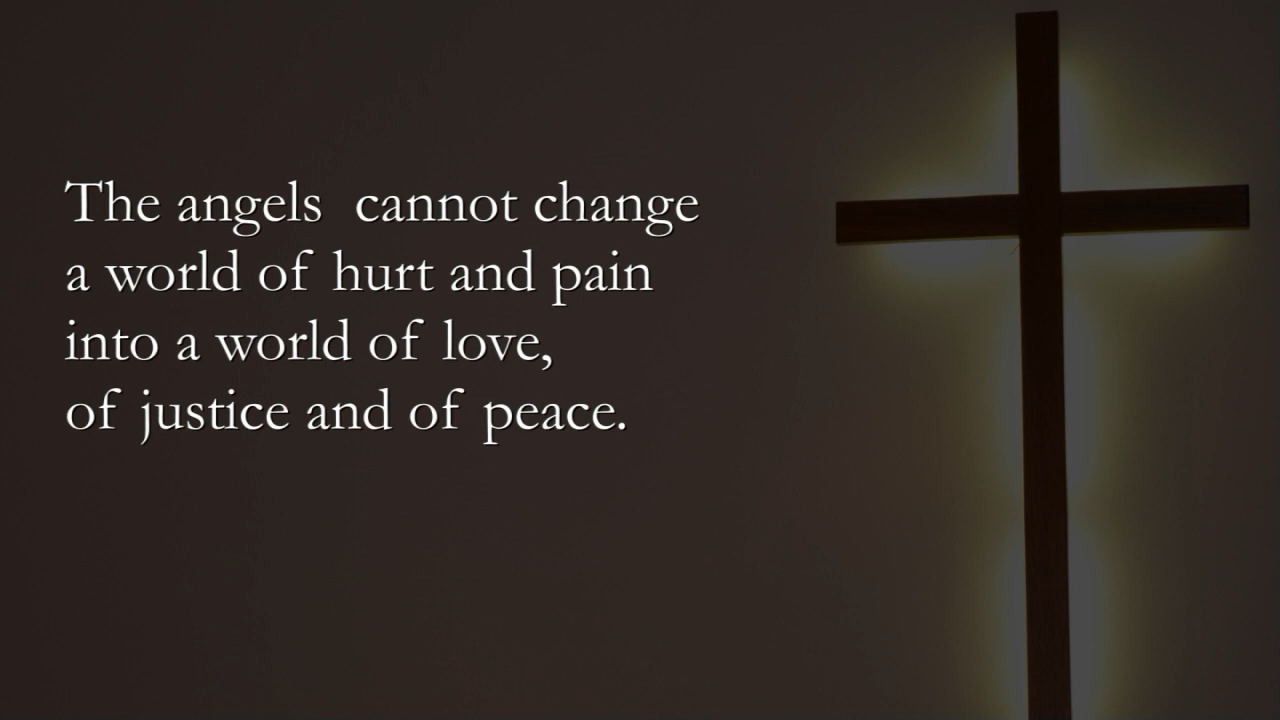 The angels  cannot change
a world of hurt and pain
into a world of love,
of justice and of peace.